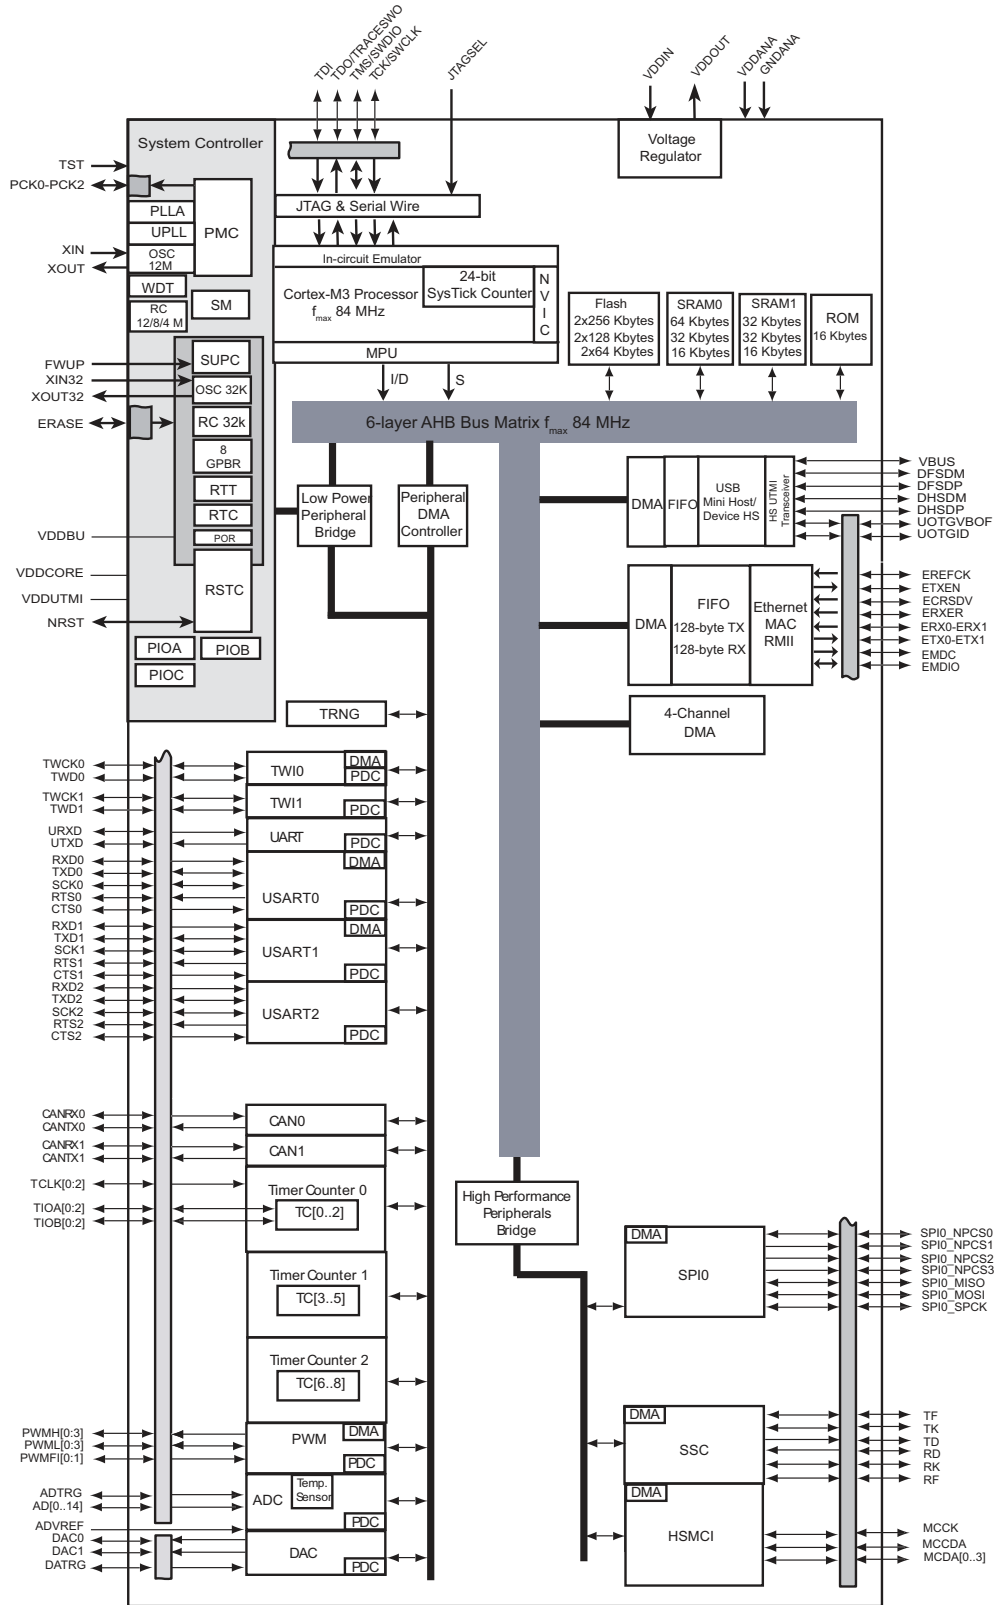 TDI
TDO/TRACESWO
TMS/SWDIO
TCK/SWCLK
JTAGSEL
VDDIN
VDDOUT
VDDANA
GNDANA
System Controller
Voltage
Regulator
TST
PCK0-PCK2
PLLA
UPLL
PMC
XIN
XOUT
OSC
12M
WDT
RC
12/8/4 M
SM
JTAG & Serial Wire
In-circuit Emulator
Cortex-M3 Processor
fmax 84 MHz
24-bit
SysTick Counter
N
V
I
C
MPU
I/D
S
Flash
2x256 Kbytes
2x128 Kbytes
2x64 Kbytes
SRAM0
64 Kbytes
32 Kbytes
16 Kbytes
SRAM1
32 Kbytes
32 Kbytes
16 Kbytes
ROM
16 Kbytes
FWUP
XIN32
XOUT32
ERASE
SUPC
OSC 32K
RC 32k
8
GPBR
RTT
RTC
POR
VDDBU
VDDCORE
VDDUTMI
NRST
RSTC
PIOA
PIOB
PIOC
6-layer AHB Bus Matrix fmax 84 MHz
Low Power
Peripheral
Bridge
Peripheral
DMA
Controller
DMA
FIFO
USB
Mini Host/
Device HS
HS UTMI
Transceiver
VBUS
DFSDM
DFSDP
DHSDM
DHSDP
UOTGVBOF
UOTGID
DMA
FIFO
128-byte TX
128-byte RX
Ethernet
MAC
RMII
EREFCK
ETXEN
ECRSDV
ERXER
ERX0-ERX1
ETX0-ETX1
EMDC
EMDIO
4-Channel
DMA
TRNG
TWCK0
TWD0
TWI0
DMA
PDC
TWCK1
TWD1
TWI1
PDC
URXD
UTXD
UART
PDC
RXD0
TXD0
SCK0
RTS0
CTS0
USART0
DMA
PDC
RXD1
TXD1
SCK1
RTS1
CTS1
USART1
DMA
PDC
RXD2
TXD2
SCK2
RTS2
CTS2
USART2
PDC
CANRX0
CANTX0
CAN0
CANRX1
CANTX1
CAN1
TCLK[0:2]
TIOA[0:2]
TIOB[0:2]
Timer Counter 0
TC[0..2]
Timer Counter 1
TC[3..5]
Timer Counter 2
TC[6..8]
PWMH[0:3]
PWML[0:3]
PWMFI[0:1]
PWM
DMA
PDC
ADTRG
AD[0..14]
ADVREF
ADC
Temp.
Sensor
PDC
DAC0
DAC1
DATRG
DAC
PDC
High Performance
Peripherals
Bridge
DMA
SPI0
SPI0_NPCS0
SPI0_NPCS1
SPI0_NPCS2
SPI0_NPCS3
SPI0_MISO
SPI0_MOSI
SPI0_SPCK
DMA
SSC
TF
TK
TD
RD
RK
RF
DMA
HSMCI
MCCK
MCCDA
MCDA[0..3]